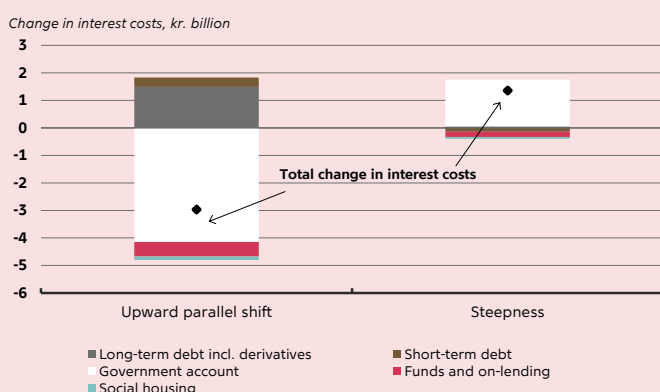 Change in interest costs, kr. billion
3
2
1
0
-1
Total change in interest costs
-2
-3
-4
-5
-6
Upward parallel shift Steepness
Long-term debt incl. derivatives Short-term debt
Government account Funds and on-lending
Social housing